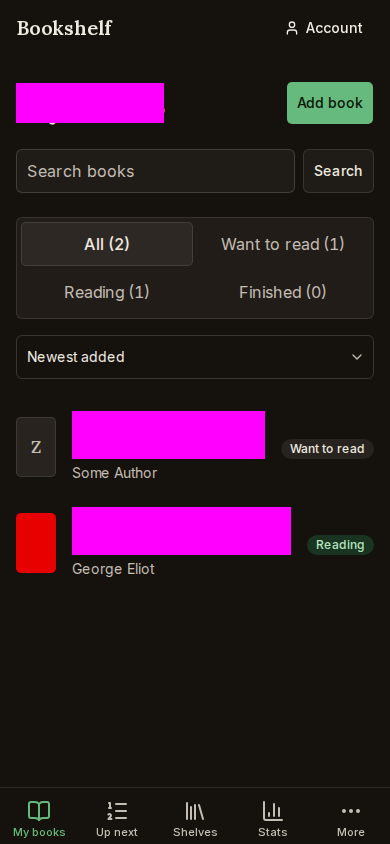 Bookshelf
Account
Add book
Search books
Search
All (2)
Want to read (1)
Reading (1)
Finished (0)
Newest added
Z
Want to read
Some Author
Reading
George Eliot
My books
Up next
Shelves
Stats
More